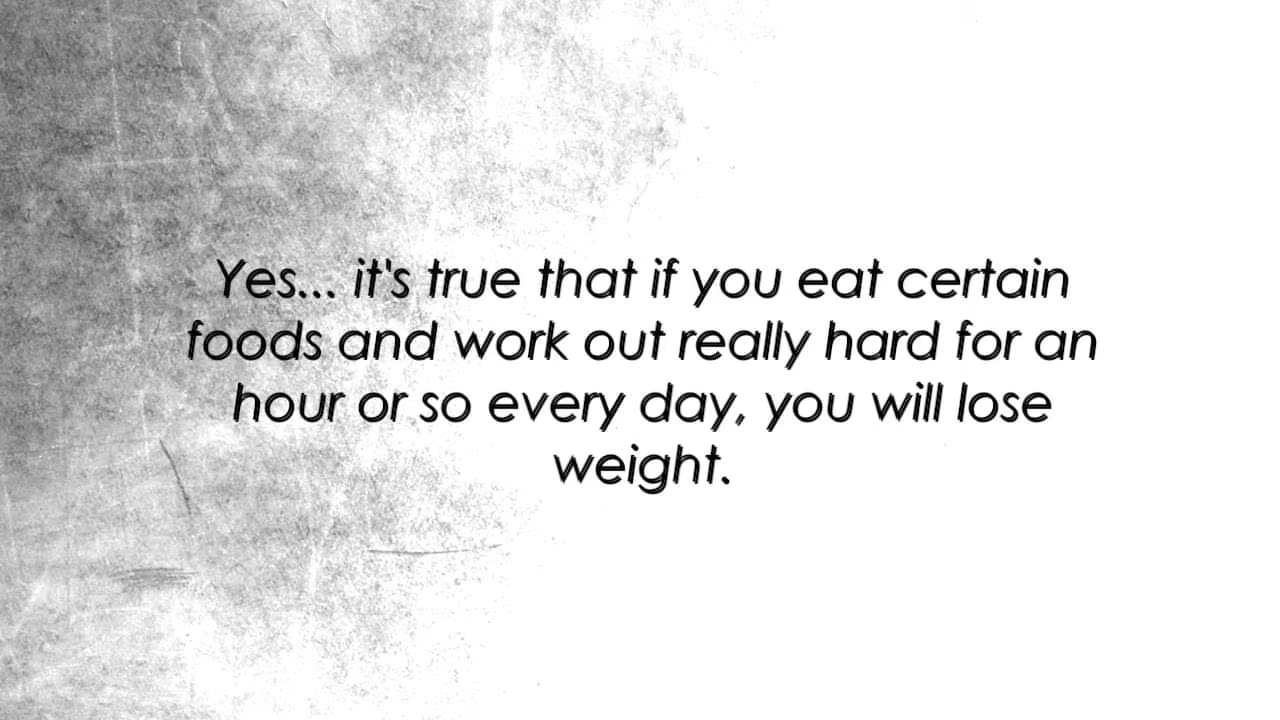 Yes... it's true that if you eat certain
foods and work out really hard for an
hour or so every day, you will lose
weight.